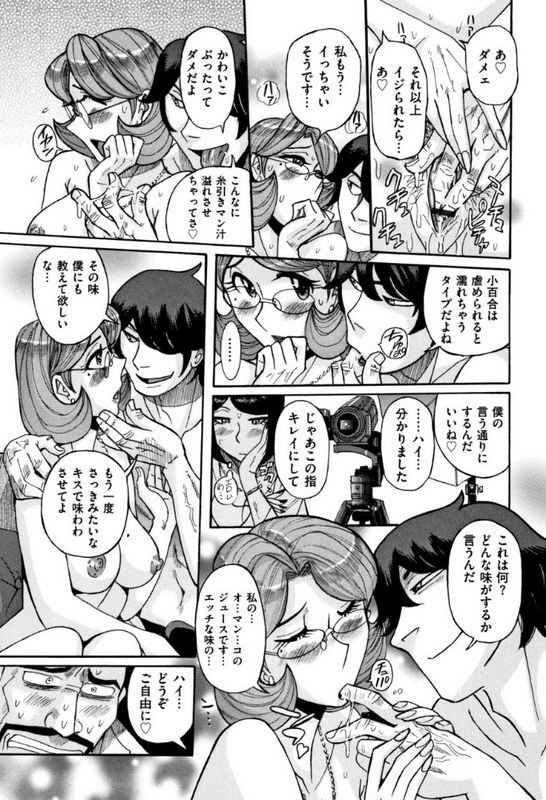 あ♡
ダメェ
それ以上
イジられたら…
あ♡
私もう…
イっちゃい
そうです…
かわいこ
ぶったって
ダメだよ
こんなに
糸引きマン汁
溢れさせ
ちゃってさ♡
小百合は
虐められると
濡れちゃう
タイプだよね
……
その味
僕にも
教えて欲しい
な…
もう一度
さっきみたいな
キスで味わわ
させてよ
僕の
言う通りに
するんだ
いいね♡
……ハイ…
分かりました
じゃあこの指
キレイにして
これは何?
どんな味がするか
言うんだ
私の…
オ…マン…コの
ジュースです…
エッチな味の…
ハイ…
どうぞ
ご自由に♡